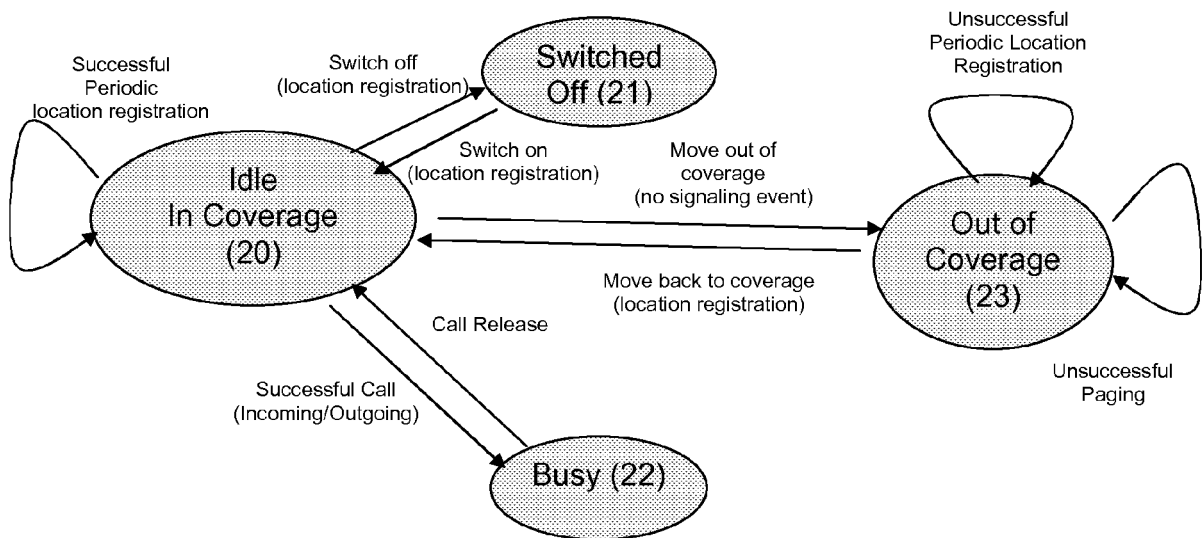 Successful
Periodic
location registration
Switch off
(location registration)
Switched
Off (21)
Unsuccessful
Periodic Location
Registration
Switch on
(location registration)
Move out of
coverage
(no signaling event)
Idle
In Coverage
(20)
Out of
Coverage
(23)
Move back to coverage
(location registration)
Call Release
Successful Call
(Incoming/Outgoing)
Unsuccessful
Paging
Busy (22)